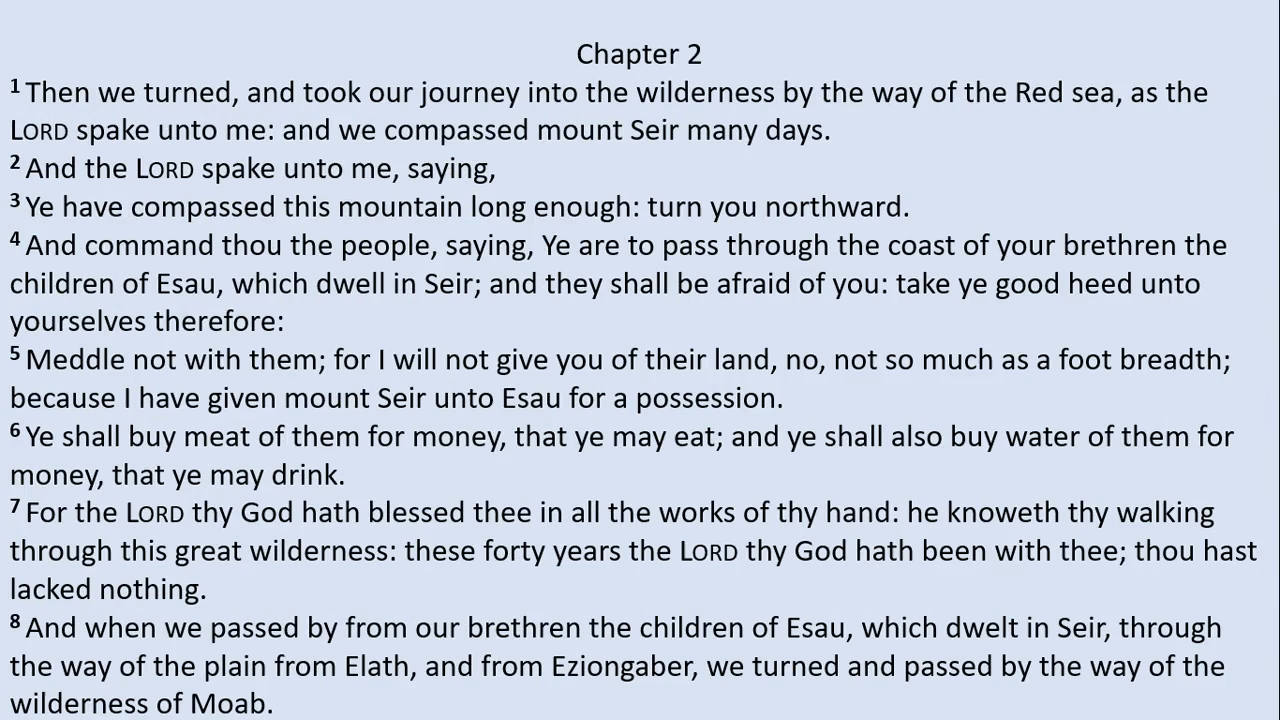 Chapter 2
1 Then we turned, and took our journey into the wilderness by the way of the Red sea, as the
LORD spake unto me: and we compassed mount Seir many days.
2 And the LORD spake unto me, saying,
3 Ye have compassed this mountain long enough: turn you northward.
4 And command thou the people, saying, Ye are to pass through the coast of your brethren the
children of Esau, which dwell in Seir; and they shall be afraid of you: take ye good heed unto
yourselves therefore:
5 Meddle not with them; for I will not give you of their land, no, not so much as a foot breadth;
because I have given mount Seir unto Esau for a possession.
6 Ye shall buy meat of them for money, that ye may eat; and ye shall also buy water of them for
money, that ye may drink.
7 For the LORD thy God hath blessed thee in all the works of thy hand: he knoweth thy walking
through this great wilderness: these forty years the LORD thy God hath been with thee; thou hast
lacked nothing.
8 And when we passed by from our brethren the children of Esau, which dwelt in Seir, through
the way of the plain from Elath, and from Eziongaber, we turned and passed by the way of the
wilderness of Moab.